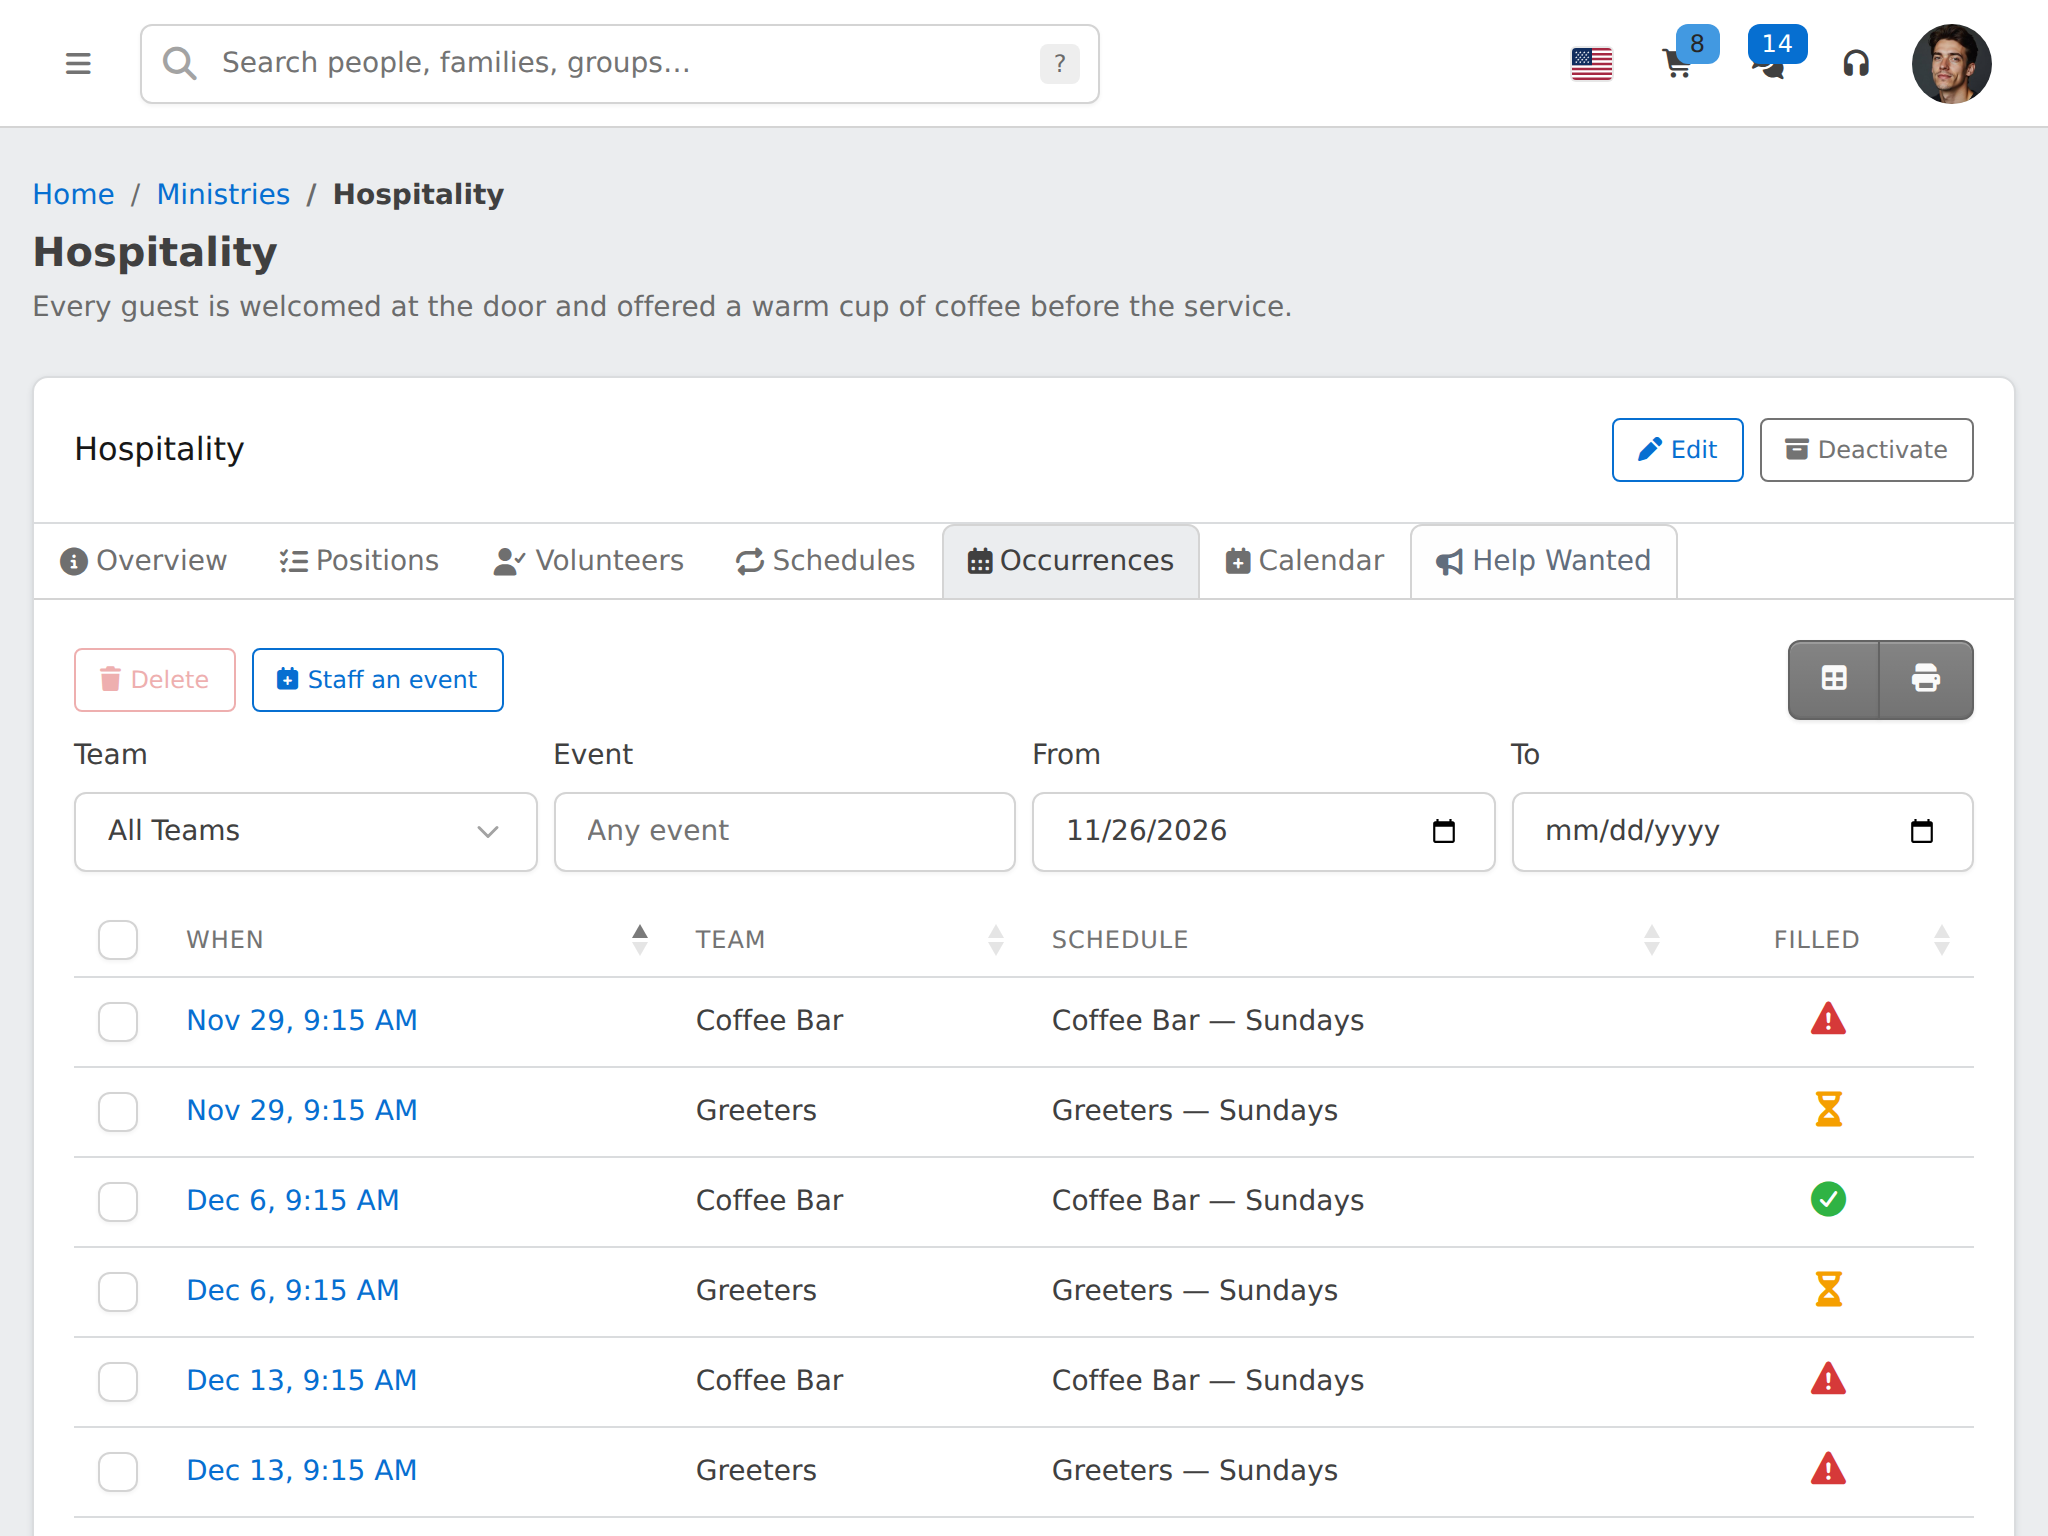 Search people, families, groups...
?
8
14
Home / Ministries / Hospitality
Hospitality
Every guest is welcomed at the door and offered a warm cup of coffee before the service.
Hospitality
Edit
Deactivate
Overview
Positions
Volunteers
Schedules
Occurrences
Calendar
Help Wanted
Delete
Staff an event
Team
Event
From
To
All Teams
Any event
11/26/2026
mm/dd/yyyy
WHEN
TEAM
SCHEDULE
FILLED
Nov 29, 9:15 AM Coffee Bar Coffee Bar — Sundays
Nov 29, 9:15 AM Greeters Greeters — Sundays
Dec 6, 9:15 AM Coffee Bar Coffee Bar — Sundays
Dec 6, 9:15 AM Greeters Greeters — Sundays
Dec 13, 9:15 AM Coffee Bar Coffee Bar — Sundays
Dec 13, 9:15 AM Greeters Greeters — Sundays